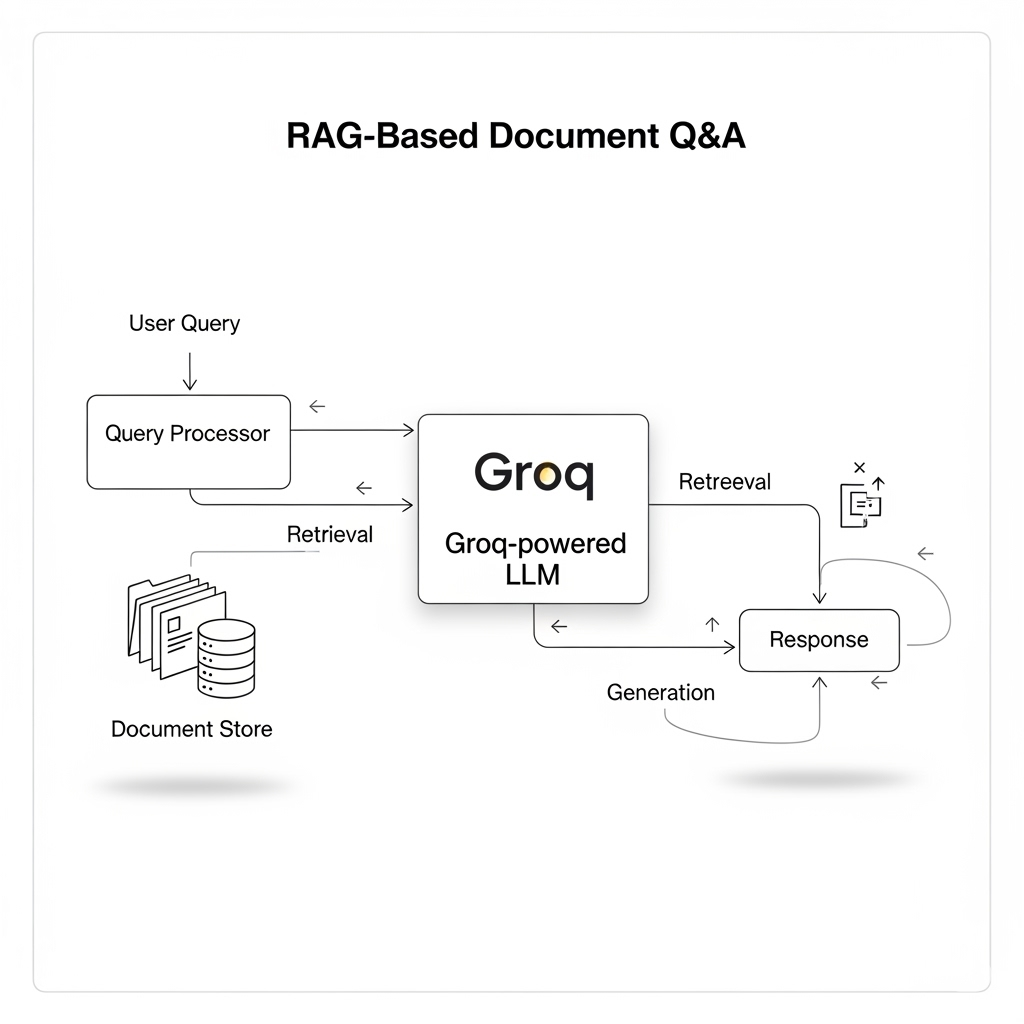 RAG-Based Document Q&A
User Query
Query Processor
Retrieval
Document Store
Groq
Groq-powered
LLM
Retreeval
Generation
Response